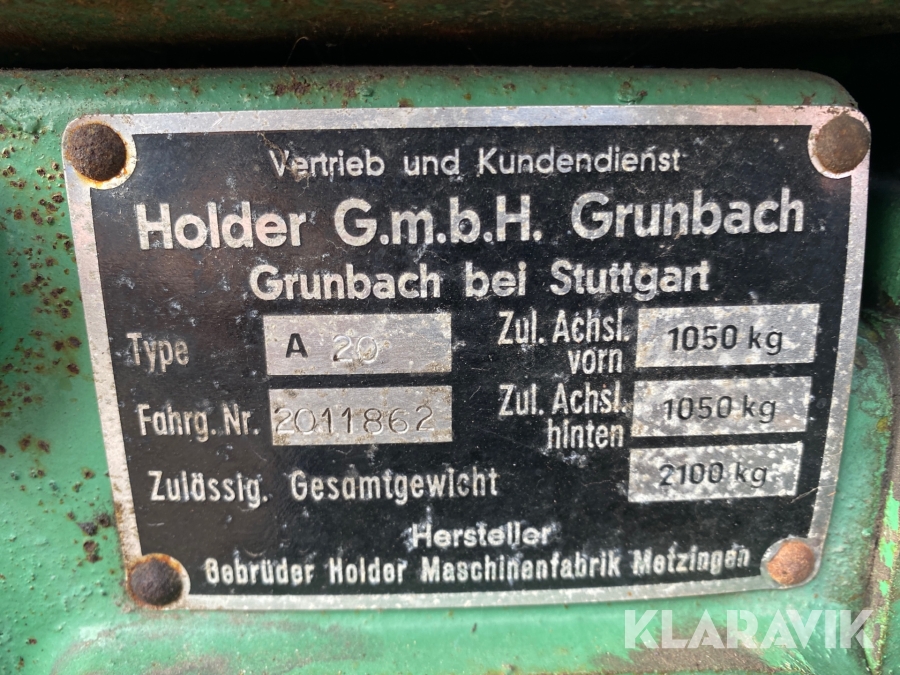 Vertrieb und Kundendienst
Holder G.m.b.H. Grunbach
Grunbach bei Stuttgart
Type A 20
Zul. Achsl. vorn 1050 kg
Fahrg. Nr. 2011862
Zul. Achsl. hinten 1050 kg
Zulässig. Gesamtgewicht 2100 kg
Hersteller
Gebrüder Holder Maschinenfabrik Metzingen
KLARAVIK